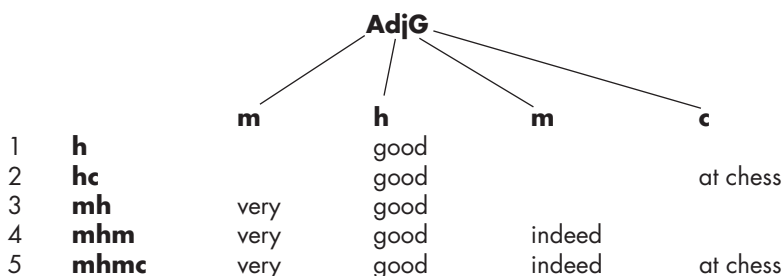 AdjG
m h m c
1 h good
2 hc good at chess
3 mh very good
4 mhm very good indeed
5 mhmc very good indeed at chess